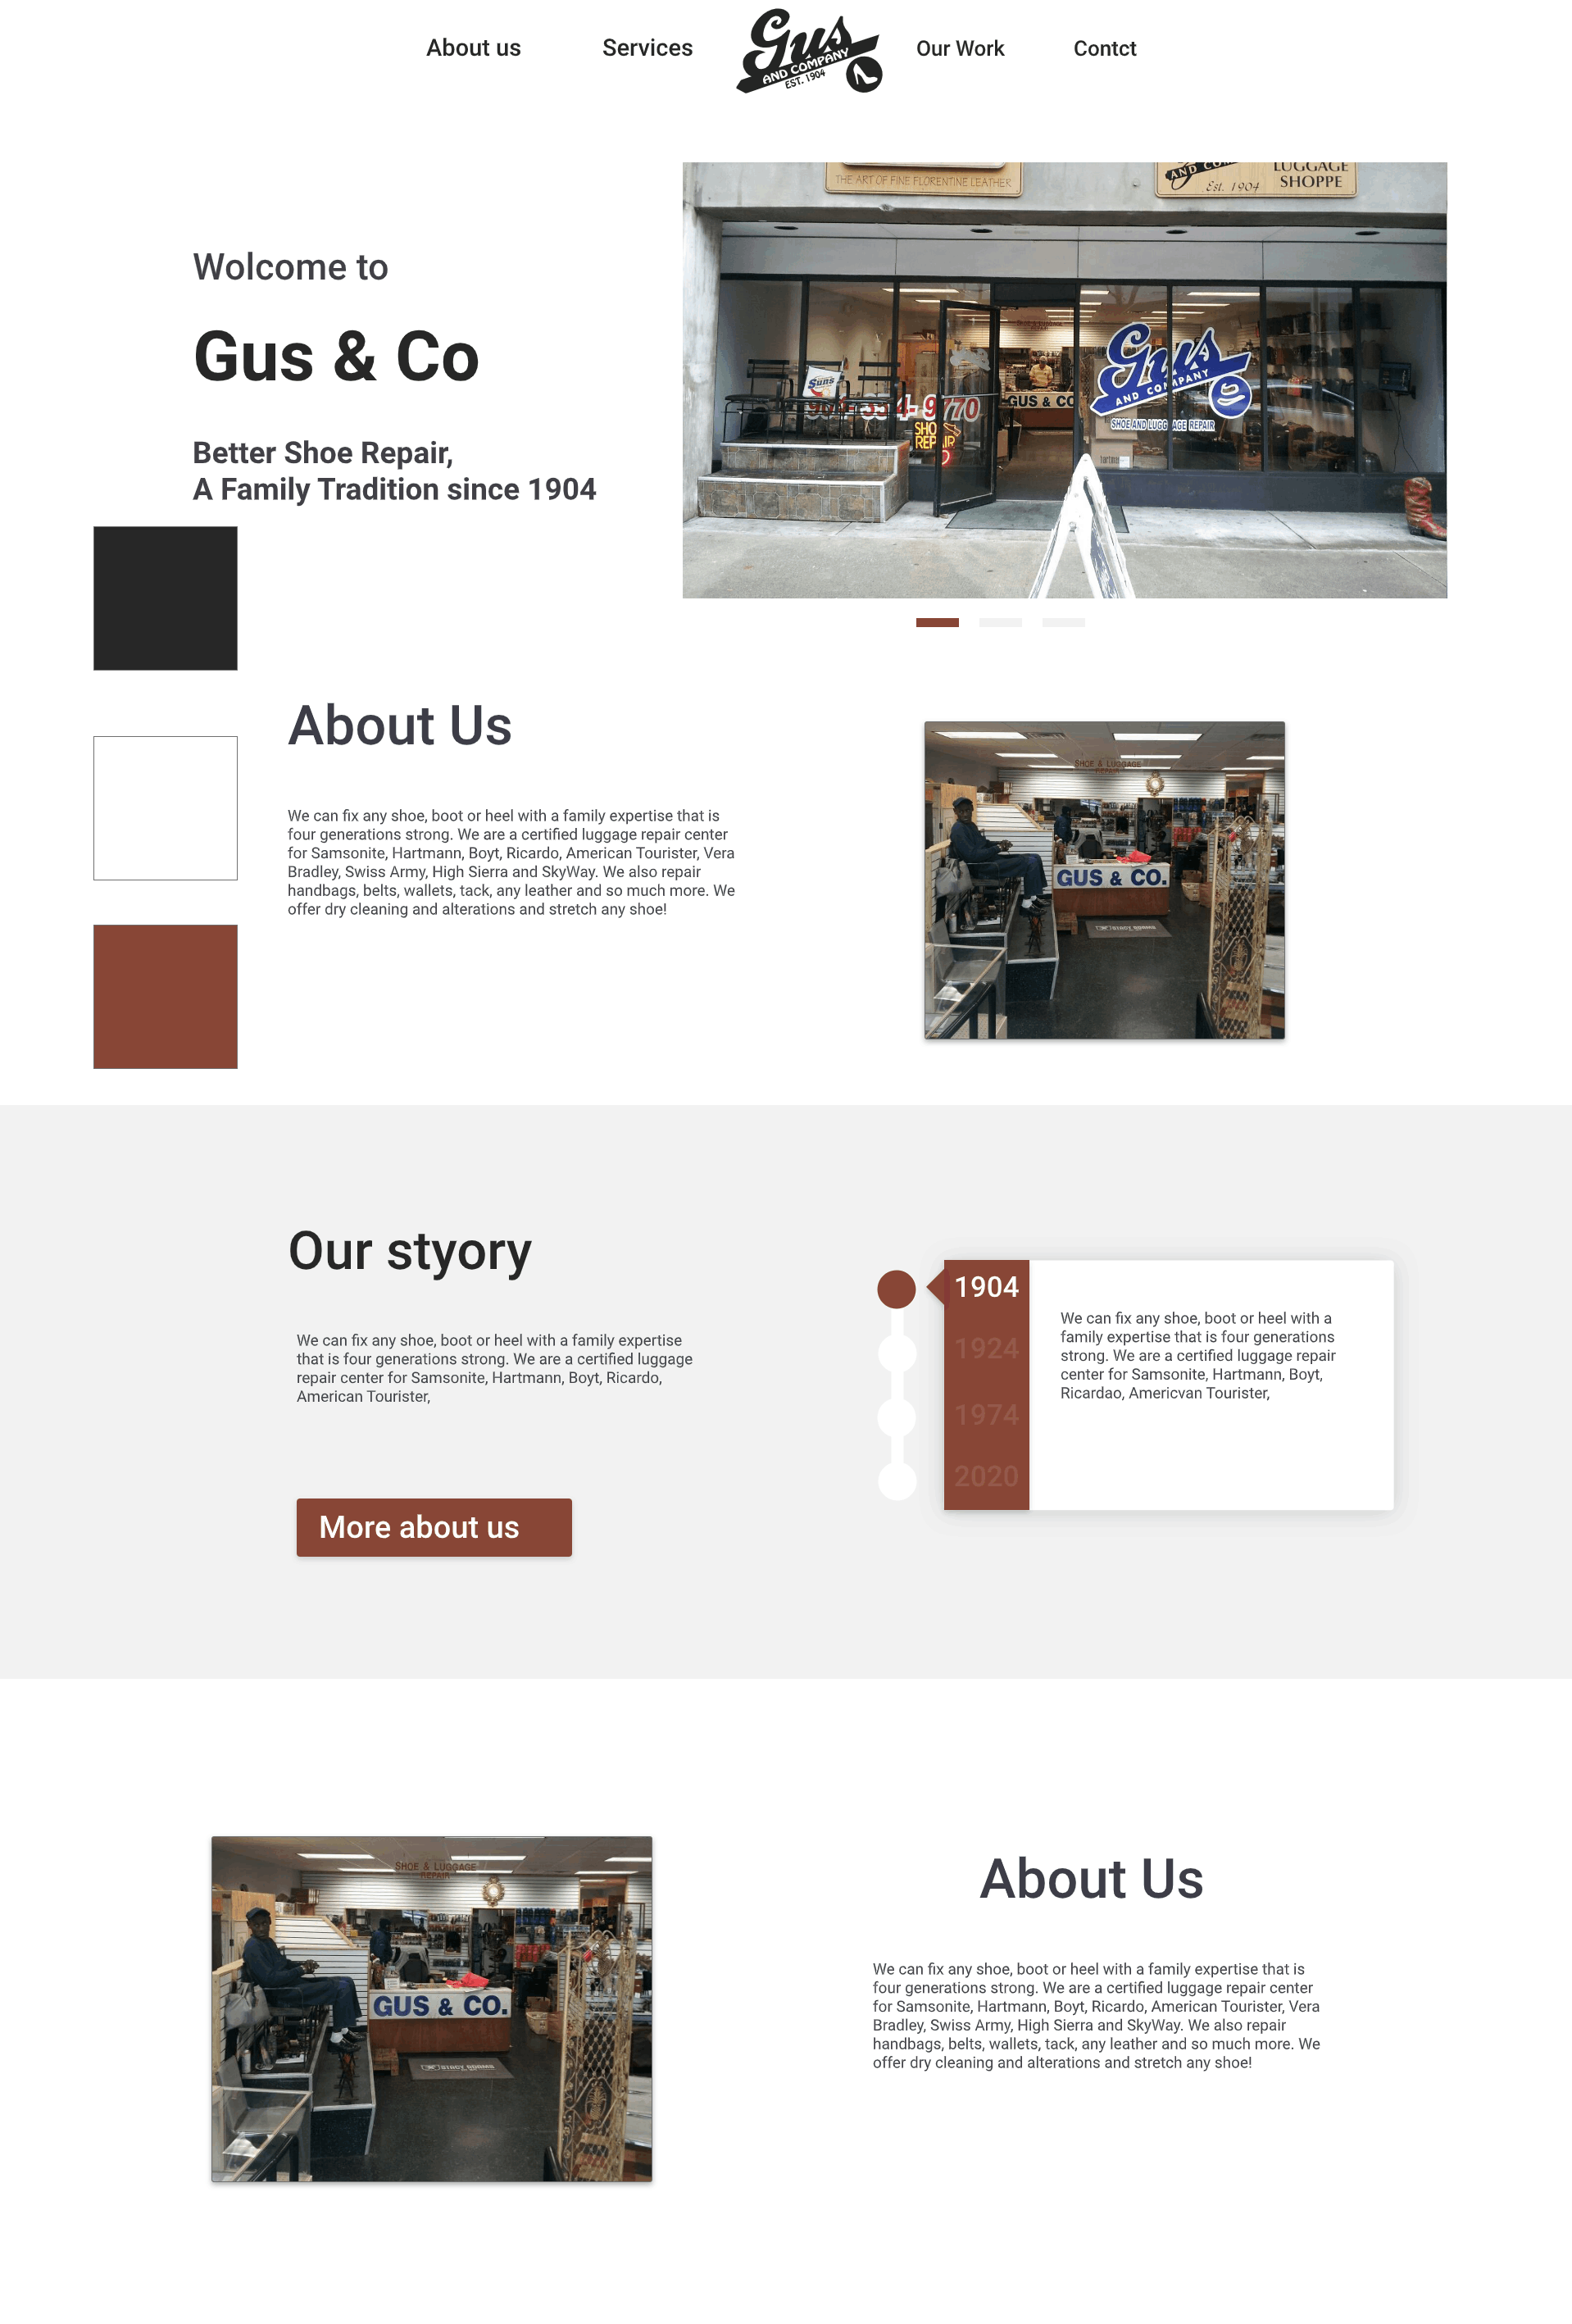 About us
Services
Gus
AND COMPANY
EST. 1904
Our Work
Contct
THE ART OF FINE FLORENTINE LEATHER
AND CO
Est. 1904
LUGGAGE
SHOPPE
Wolcome to
Gus & Co
Better Shoe Repair,
A Family Tradition since 1904
Suns
GUS & CO
SHO
REPAIR
Gus
AND COMPANY
SHOE AND LUGGAGE REPAIR
About Us
We can fix any shoe, boot or heel with a family expertise that is
four generations strong. We are a certified luggage repair center
for Samsonite, Hartmann, Boyt, Ricardo, American Tourister, Vera
Bradley, Swiss Army, High Sierra and SkyWay. We also repair
handbags, belts, wallets, tack, any leather and so much more. We
offer dry cleaning and alterations and stretch any shoe!
SHOE & LUGGAGE
REPAIR
GUS & CO.
Our styory
We can fix any shoe, boot or heel with a family expertise
that is four generations strong. We are a certified luggage
repair center for Samsonite, Hartmann, Boyt, Ricardo,
American Tourister,
More about us
1904
1924
1974
2020
We can fix any shoe, boot or heel with a
family expertise that is four generations
strong. We are a certified luggage repair
center for Samsonite, Hartmann, Boyt,
Ricardao, Americvan Tourister,
SHOE & LUGGAGE
REPAIR
GUS & CO.
About Us
We can fix any shoe, boot or heel with a family expertise that is
four generations strong. We are a certified luggage repair center
for Samsonite, Hartmann, Boyt, Ricardo, American Tourister, Vera
Bradley, Swiss Army, High Sierra and SkyWay. We also repair
handbags, belts, wallets, tack, any leather and so much more. We
offer dry cleaning and alterations and stretch any shoe!